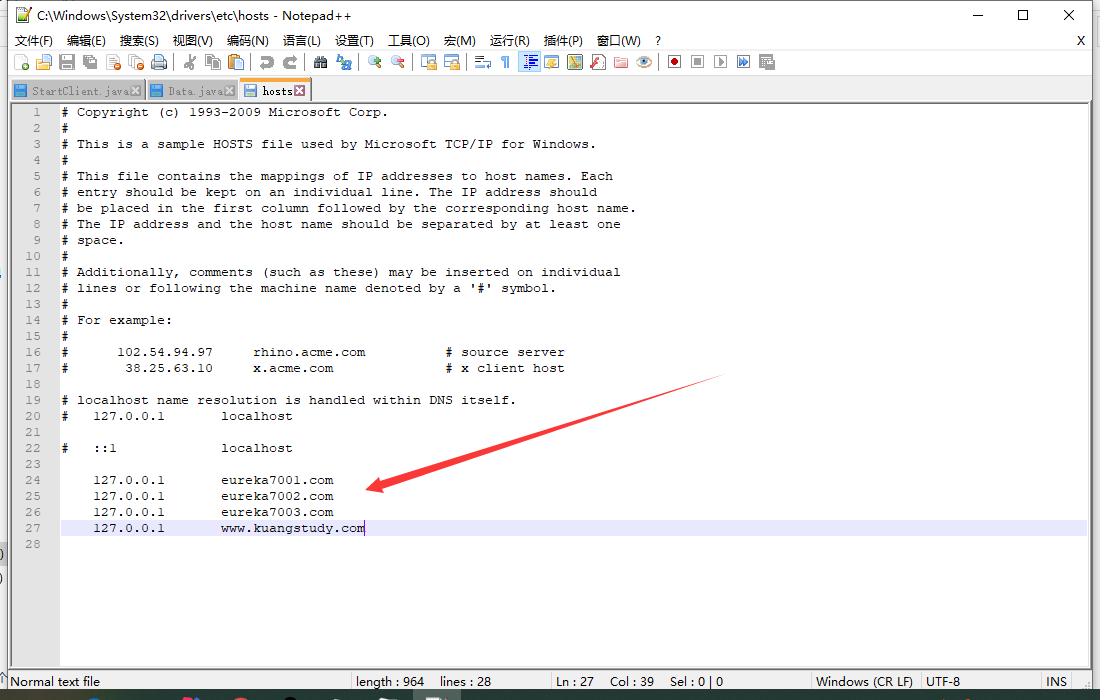 C:\Windows\System32\drivers\etc\hosts - Notepad++
文件(F) 编辑(E) 搜索(S) 视图(V) 编码(N) 语言(L) 设置(T) 工具(O) 宏(M) 运行(R) 插件(P) 窗口(W) ? X
StartClient.java Data.java hosts
1 # Copyright (c) 1993-2009 Microsoft Corp.
2 #
3 # This is a sample HOSTS file used by Microsoft TCP/IP for Windows.
4 #
5 # This file contains the mappings of IP addresses to host names. Each
6 # entry should be kept on an individual line. The IP address should
7 # be placed in the first column followed by the corresponding host name.
8 # The IP address and the host name should be separated by at least one
9 # space.
10 #
11 # Additionally, comments (such as these) may be inserted on individual
12 # lines or following the machine name denoted by a '#' symbol.
13 #
14 # For example:
15 #
16 # 102.54.94.97 rhino.acme.com # source server
17 # 38.25.63.10 x.acme.com # x client host
18
19 # localhost name resolution is handled within DNS itself.
20 # 127.0.0.1 localhost
21
22 # ::1 localhost
23
24 127.0.0.1 eureka7001.com
25 127.0.0.1 eureka7002.com
26 127.0.0.1 eureka7003.com
27 127.0.0.1 www.kuangstudy.com
28
Normal text file length : 964 lines : 28 Ln : 27 Col : 39 Sel : 0 | 0 Windows (CR LF) UTF-8 INS